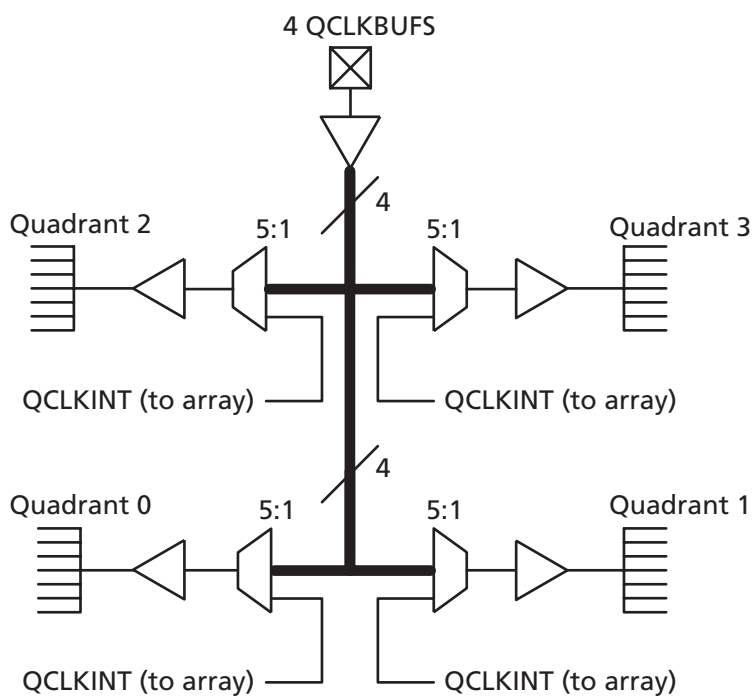 4 QCLKBUFS
4
Quadrant 2
5:1
5:1
Quadrant 3
QCLKINT (to array)
QCLKINT (to array)
4
Quadrant 0
5:1
5:1
Quadrant 1
QCLKINT (to array)
QCLKINT (to array)